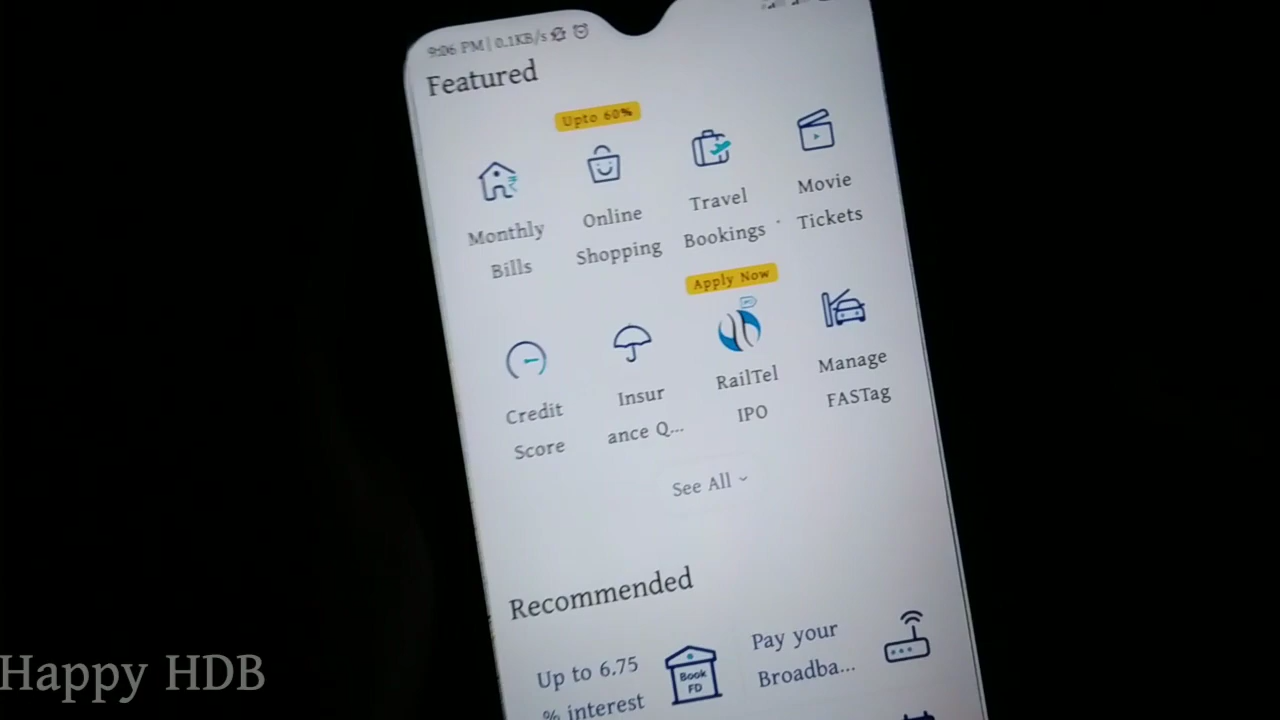 9:06 PM | 0.1KB/s
Featured
Upto 60%
Monthly
Bills
Online
Shopping
Travel
Bookings
Movie
Tickets
Apply Now
Credit
Score
Insur
ance Q...
RailTel
IPO
Manage
FASTag
See All
Recommended
Up to 6.75
% interest
Book
FD
Pay your
Broadba...
Happy HDB